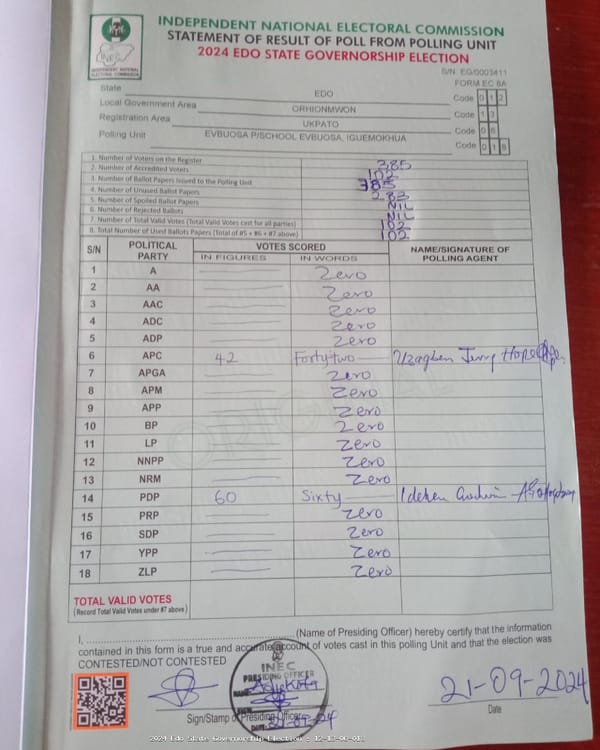 INDEPENDENT NATIONAL ELECTORAL COMMISSION
STATEMENT OF RESULT OF POLL FROM POLLING UNIT
2024 EDO STATE GOVERNORSHIP ELECTION
INEC
INDEPENDENT NATIONAL ELECTORAL COMMISSION
S/N EG/0003411
FORM EC 8A
State EDO Code 0 1 2
Local Government Area ORHIONMWON Code 1 3
Registration Area UKPATO Code 0 6
Polling Unit EVBUOSA P/SCHOOL EVBUOSA, IGUEMOKHUA Code 0 1 8
1. Number of Voters on the Register 385
2. Number of Accredited Voters 102
3. Number of Ballot Papers Issued to the Polling Unit 385
4. Number of Unused Ballot Papers 283
5. Number of Spoiled Ballot Papers NIL
6. Number of Rejected Ballots NIL
7. Number of Total Valid Votes (Total Valid Votes cast for all parties) 102
8. Total Number of Used Ballots Papers (Total of #5 + #6 + #7 above) 102
S/N POLITICAL PARTY VOTES SCORED NAME/SIGNATURE OF POLLING AGENT
IN FIGURES IN WORDS
1 A Zero
2 AA Zero
3 AAC Zero
4 ADC Zero
5 ADP Zero
6 APC 42 Forty-two Jerry Hope
7 APGA Zero
8 APM Zero
9 APP Zero
10 BP Zero
11 LP Zero
12 NNPP Zero
13 NRM Zero
14 PDP 60 Sixty Godwin
15 PRP Zero
16 SDP Zero
17 YPP Zero
18 ZLP Zero
TOTAL VALID VOTES
(Record Total Valid Votes under #7 above)
I, (Name of Presiding Officer) hereby certify that the information
contained in this form is a true and accurate account of votes cast in this polling Unit and that the election was
CONTESTED/NOT CONTESTED
INEC
PRESIDING OFFICER
NAME:
SIGN:
DATE: 21-09-24
Sign/Stamp of Presiding Officer
21-09-2024
Date
2024 Edo State Governorship Election - 12-13-06-018